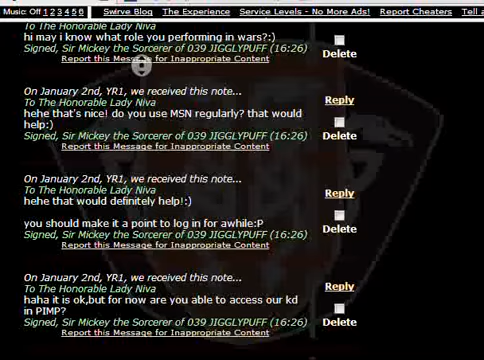 Music Off 1 2 3 4 5 6 Swirve Blog The Experience Service Levels - No More Ads! Report Cheaters Tell a
To The Honorable Lady Niva
hi may i know what role you performing in wars?:)
Signed, Sir Mickey the Sorcerer of 039 JIGGLYPUFF (16:26)
Report this Message for Inappropriate Content
Delete
On January 2nd, YR1, we received this note...
To The Honorable Lady Niva
hehe that's nice! do you use MSN regularly? that would
help:)
Signed, Sir Mickey the Sorcerer of 039 JIGGLYPUFF (16:26)
Report this Message for Inappropriate Content
Reply
Delete
On January 2nd, YR1, we received this note...
To The Honorable Lady Niva
hehe that would definitely help!:)
you should make it a point to log in for awhile:P
Signed, Sir Mickey the Sorcerer of 039 JIGGLYPUFF (16:26)
Report this Message for Inappropriate Content
Reply
Delete
On January 2nd, YR1, we received this note...
To The Honorable Lady Niva
haha it is ok,but for now are you able to access our kd
in PIMP?
Signed, Sir Mickey the Sorcerer of 039 JIGGLYPUFF (16:26)
Report this Message for Inappropriate Content
Reply
Delete